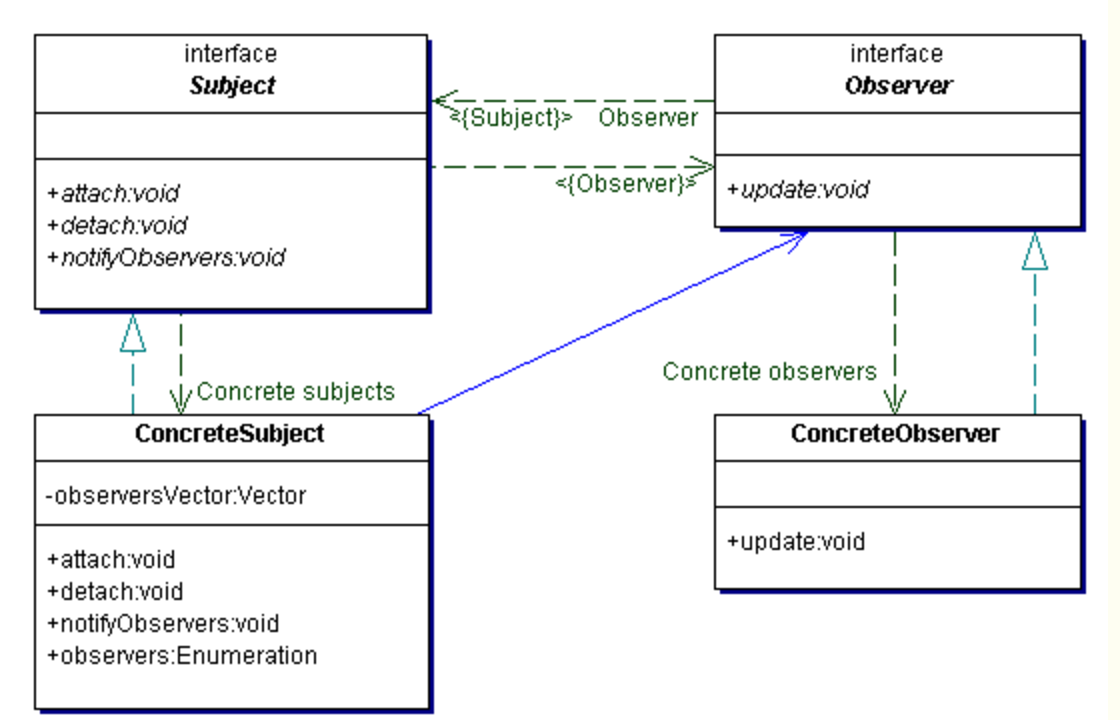 interface
Subject
+attach:void
+detach:void
+notifyObservers:void
interface
Observer
+update:void
<{Subject}> Observer
<{Observer}>
Concrete subjects
Concrete observers
ConcreteSubject
-observersVector:Vector
+attach:void
+detach:void
+notifyObservers:void
+observers:Enumeration
ConcreteObserver
+update:void